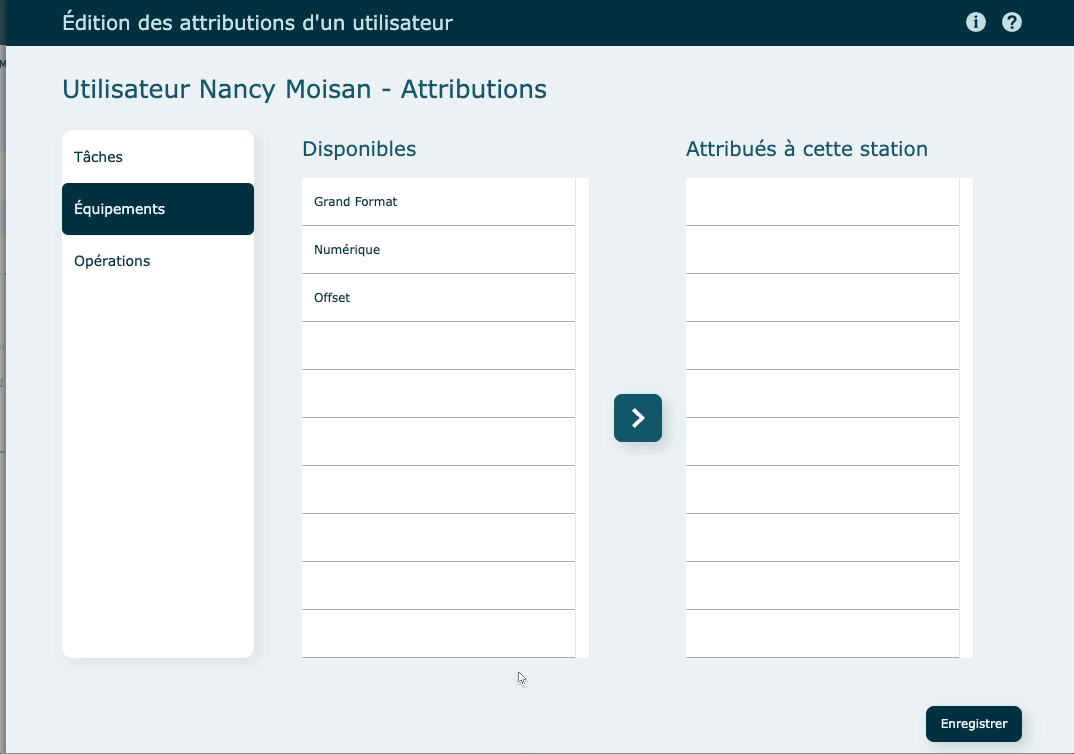 Édition des attributions d'un utilisateur
Utilisateur Nancy Moisan - Attributions
Tâches
Équipements
Opérations
Disponibles
Grand Format
Numérique
Offset
Attribués à cette station
Enregistrer